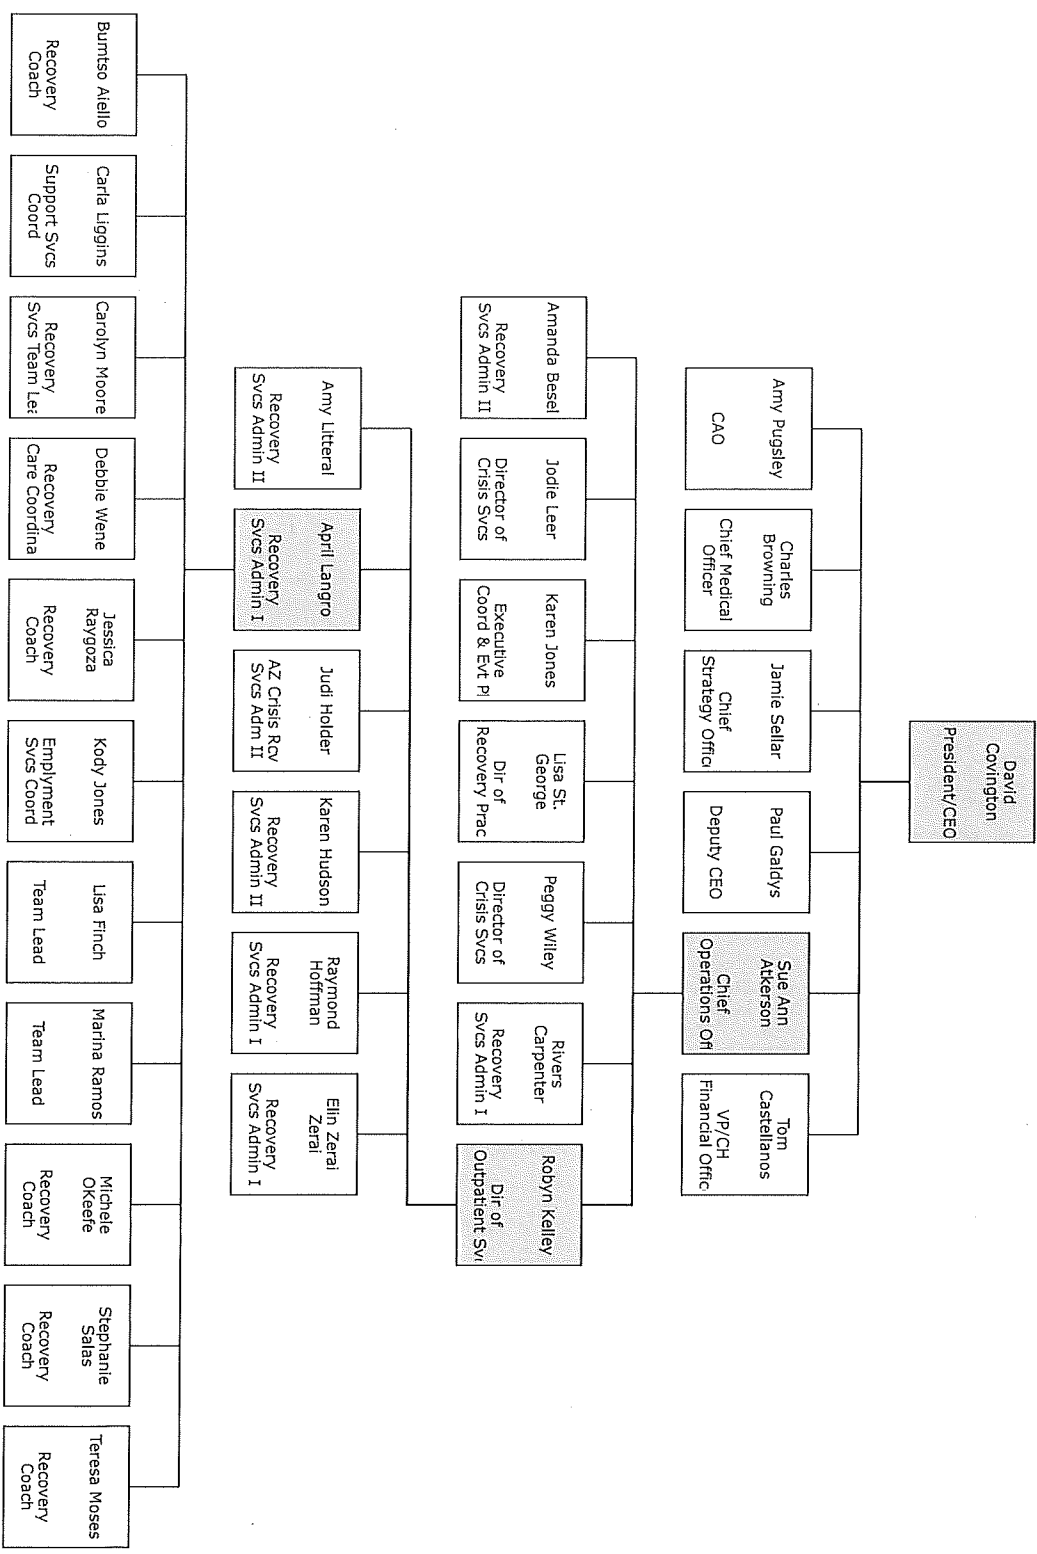 David
Covington
President/CEO
Amy Pugsley
CAO
Charles
Browning
Chief Medical
Officer
Jamie Sellar
Chief
Strategy Offic
Paul Galdys
Deputy CEO
Sue Ann
Atkerson
Chief
Operations Off
Tom
Castellanos
VP/CH
Financial Offic
Amanda Besel
Recovery
Svcs Admin II
Jodie Leer
Director of
Crisis Svcs
Karen Jones
Executive
Coord & Evt Pl
Lisa St.
George
Dir of
Recovery Prac
Peggy Wiley
Director of
Crisis Svcs
Rivers
Carpenter
Recovery
Svcs Admin I
Robyn Kelley
Dir of
Outpatient Sv
Amy Litteral
Recovery
Svcs Admin II
April Langro
Recovery
Svcs Admin I
Judi Holder
AZ Crisis Rcv
Svcs Adm II
Karen Hudson
Recovery
Svcs Admin II
Raymond
Hoffman
Recovery
Svcs Admin I
Elin Zerai
Zerai
Recovery
Svcs Admin I
Bumtso Aiello
Recovery
Coach
Carla Liggins
Support Svcs
Coord
Carolyn Moore
Recovery
Svcs Team Lea
Debbie Wene
Recovery
Care Coordina
Jessica
Raygoza
Recovery
Coach
Kody Jones
Emplyment
Svcs Coord
Lisa Finch
Team Lead
Marina Ramos
Team Lead
Michele
OKeefe
Recovery
Coach
Stephanie
Salas
Recovery
Coach
Teresa Moses
Recovery
Coach